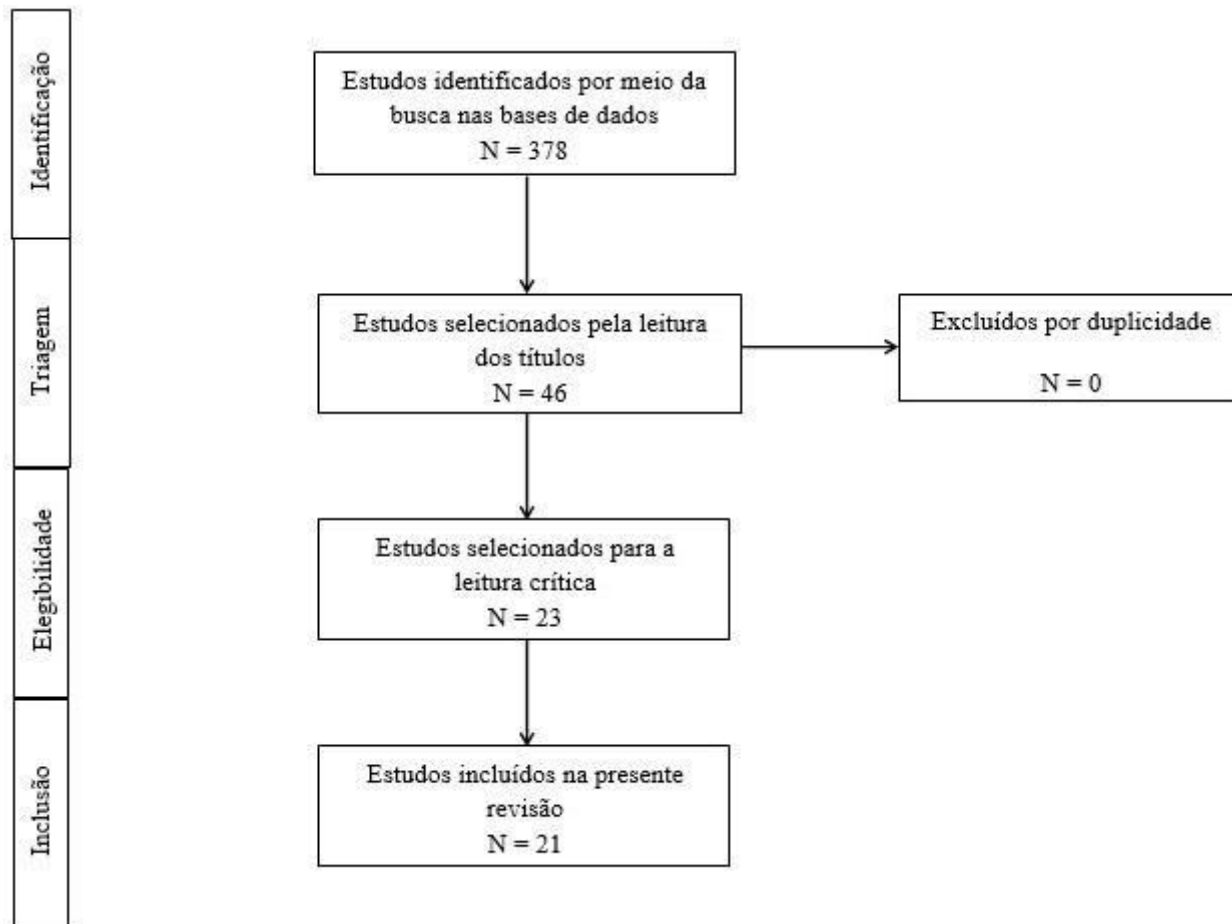 Identificação
Estudos identificados por meio da
busca nas bases de dados
N = 378
Triagem
Estudos selecionados pela leitura
dos títulos
N = 46
Excluídos por duplicidade
N = 0
Elegibilidade
Estudos selecionados para a
leitura crítica
N = 23
Inclusão
Estudos incluídos na presente
revisão
N = 21